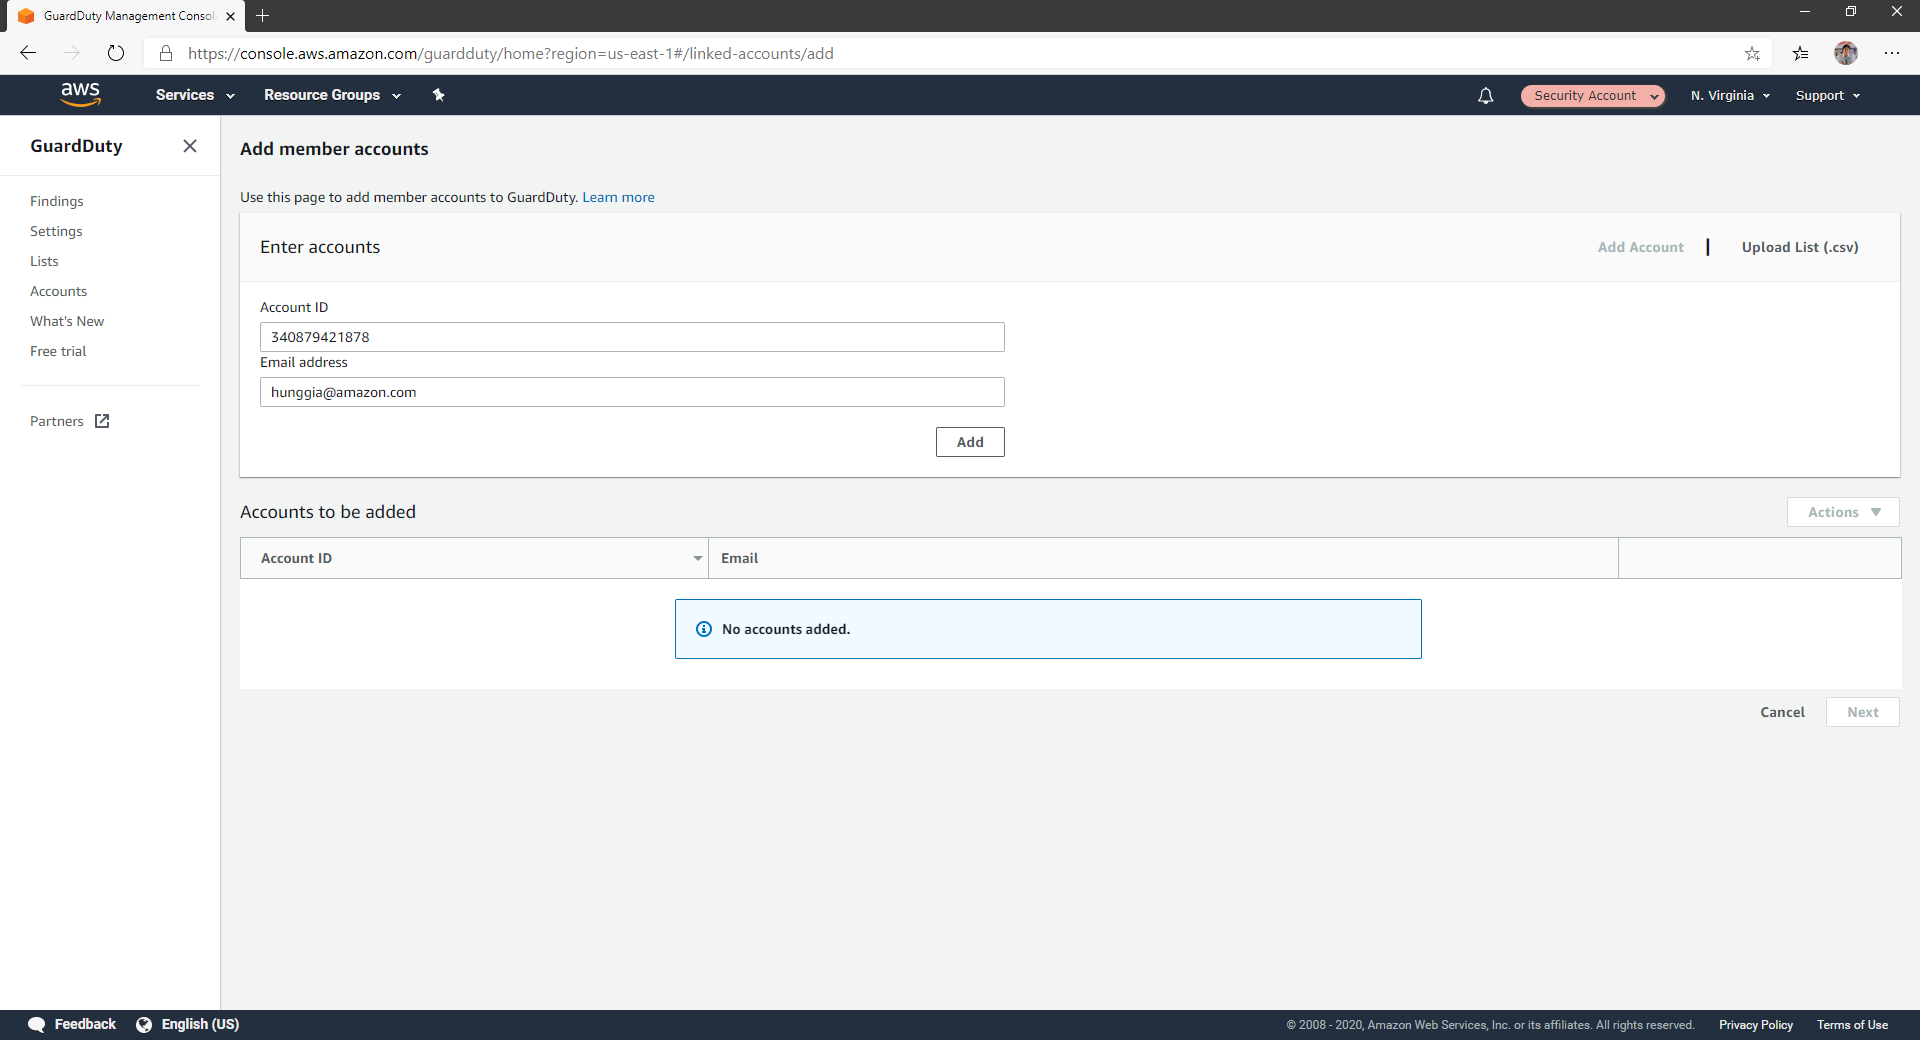 GuardDuty Management Consol
https://console.aws.amazon.com/guardduty/home?region=us-east-1#/linked-accounts/add
aws Services Resource Groups Security Account N. Virginia Support
GuardDuty
Findings
Settings
Lists
Accounts
What's New
Free trial
Partners
Add member accounts
Use this page to add member accounts to GuardDuty. Learn more
Enter accounts Add Account | Upload List (.csv)
Account ID
340879421878
Email address
hunggia@amazon.com
Add
Accounts to be added Actions
Account ID Email
No accounts added.
Cancel Next
Feedback English (US) © 2008 - 2020, Amazon Web Services, Inc. or its affiliates. All rights reserved. Privacy Policy Terms of Use